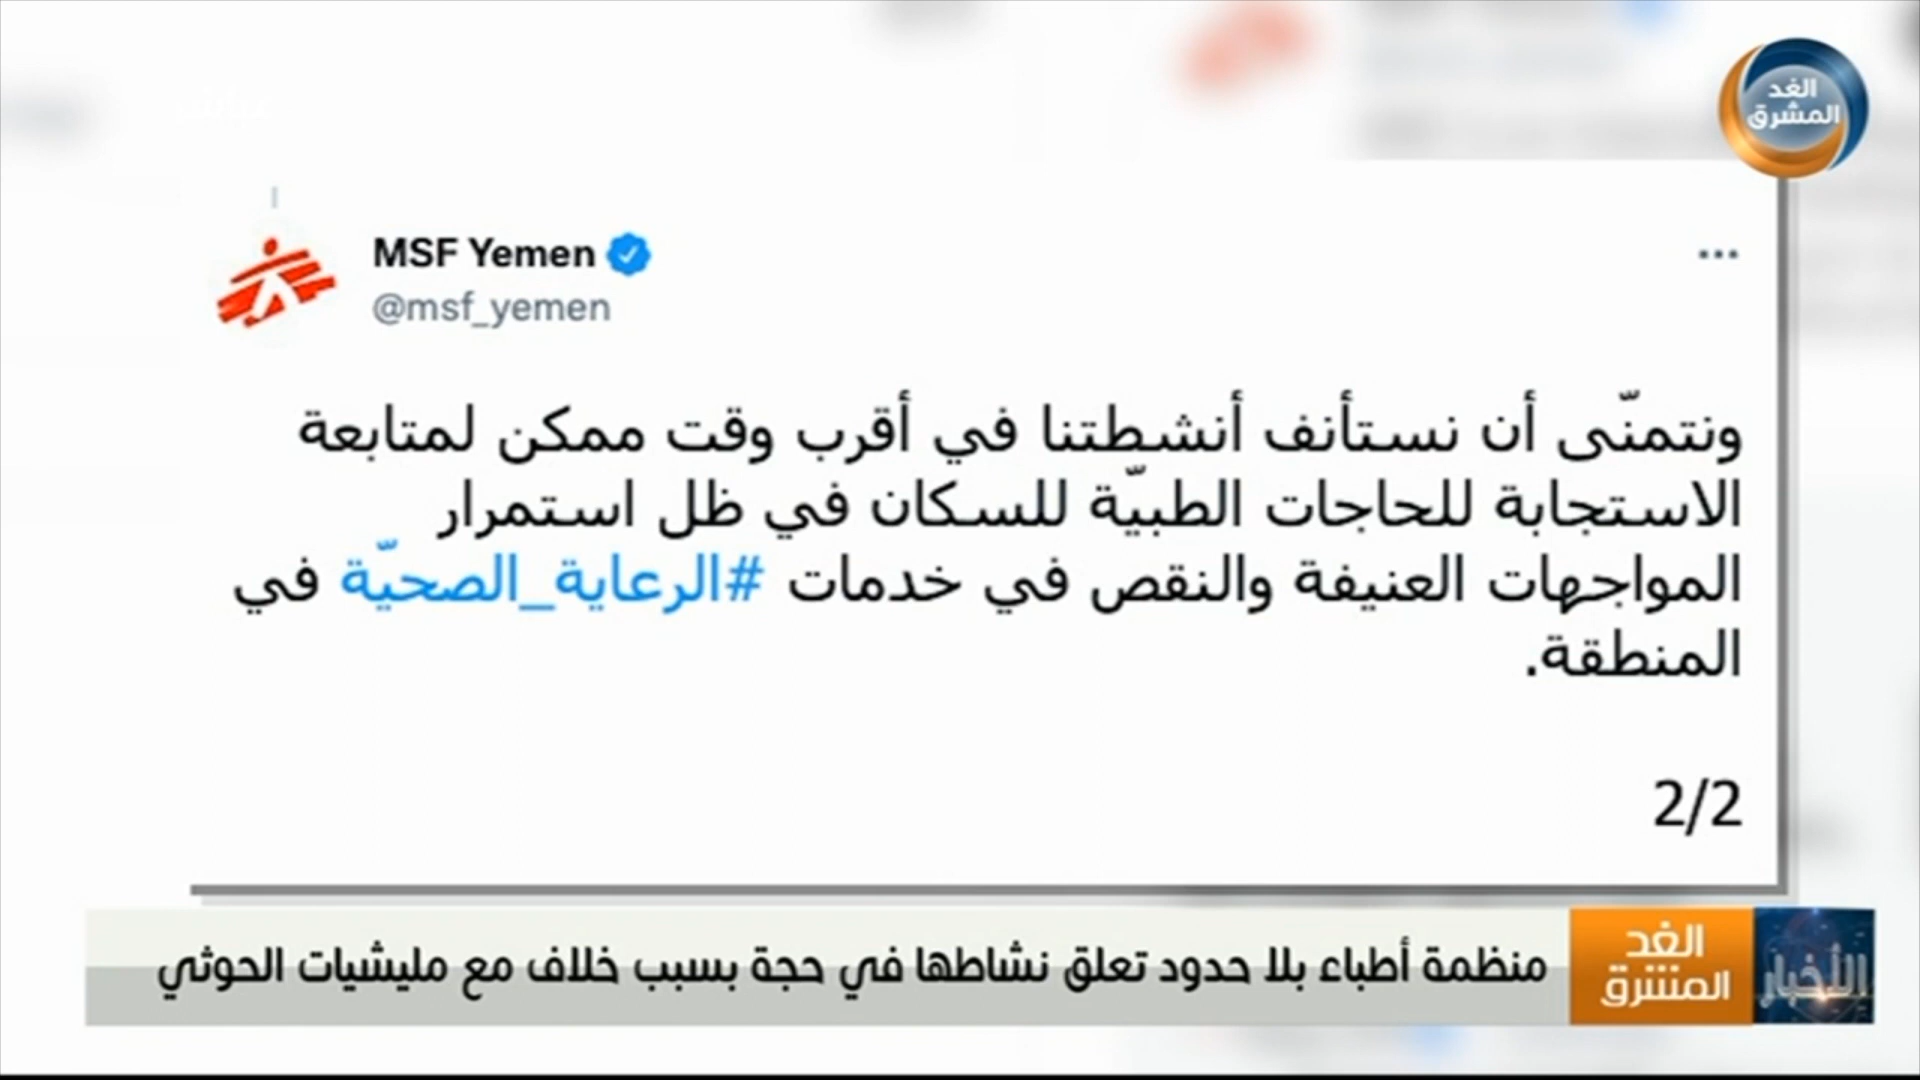 الغد
المشرق
MSF Yemen
@msf_yemen
ونتمنّى أن نستأنف أنشطتنا في أقرب وقت ممكن لمتابعة
الاستجابة للحاجات الطبيّة للسكان في ظل استمرار
المواجهات العنيفة والنقص في خدمات #الرعاية_الصحيّة في
المنطقة.
2/2
الأخبار
الغد
المشرق
منظمة أطباء بلا حدود تعلق نشاطها في حجة بسبب خلاف مع مليشيات الحوثي